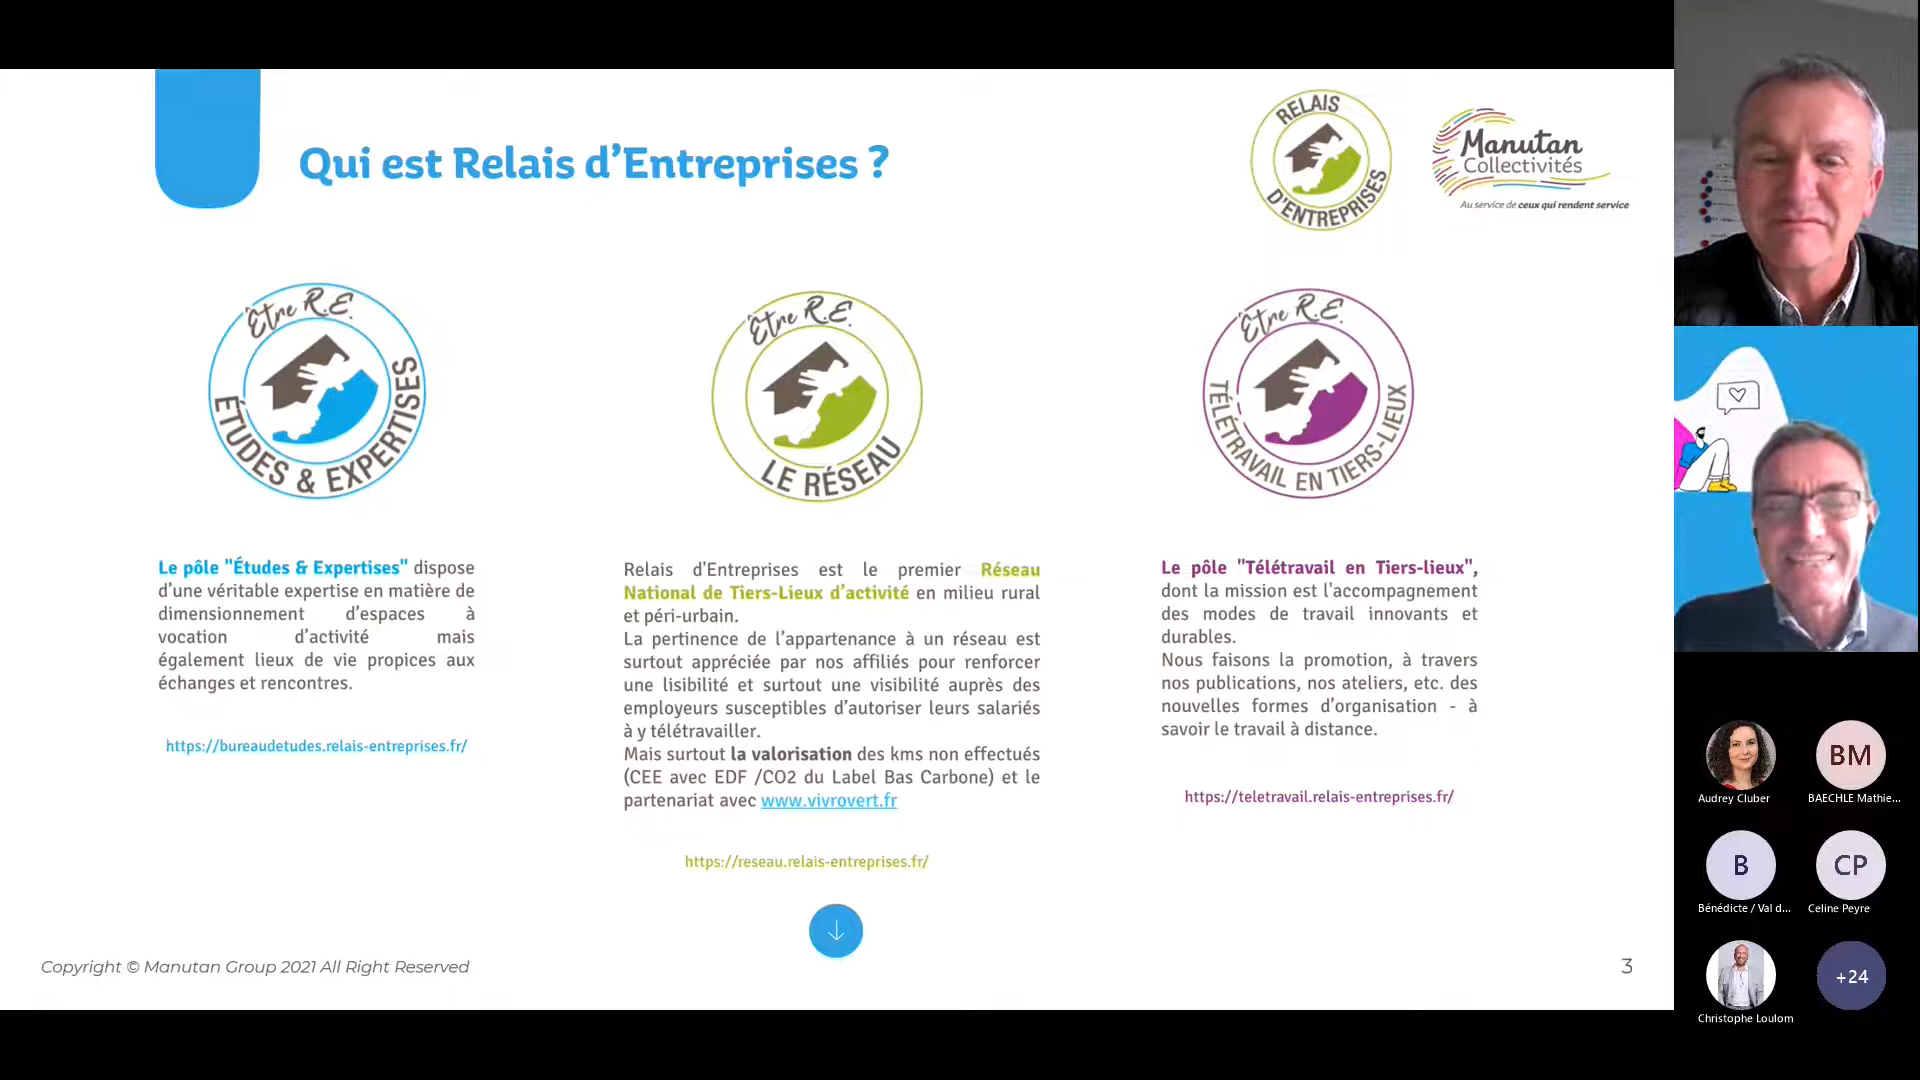 Qui est Relais d'Entreprises ?
RELAIS
D'ENTREPRISES
Manutan
Collectivités
Au service de ceux qui rendent service
Être R.E.
ÉTUDES & EXPERTISES
Être R.E.
LE RÉSEAU
Être R.E.
TÉLÉTRAVAIL EN TIERS-LIEUX
Le pôle "Études & Expertises" dispose
d'une véritable expertise en matière de
dimensionnement d'espaces à
vocation d'activité mais
également lieux de vie propices aux
échanges et rencontres.
https://bureaudetudes.relais-entreprises.fr/
Relais d'Entreprises est le premier Réseau
National de Tiers-Lieux d'activité en milieu rural
et péri-urbain.
La pertinence de l'appartenance à un réseau est
surtout appréciée par nos affiliés pour renforcer
une lisibilité et surtout une visibilité auprès des
employeurs susceptibles d'autoriser leurs salariés
à y télétravailler.
Mais surtout la valorisation des kms non effectués
(CEE avec EDF /CO2 du Label Bas Carbone) et le
partenariat avec www.vivrovert.fr
https://reseau.relais-entreprises.fr/
Le pôle "Télétravail en Tiers-lieux",
dont la mission est l'accompagnement
des modes de travail innovants et
durables.
Nous faisons la promotion, à travers
nos publications, nos ateliers, etc. des
nouvelles formes d'organisation - à
savoir le travail à distance.
https://teletravail.relais-entreprises.fr/
Copyright © Manutan Group 2021 All Right Reserved
3
Audrey Cluber
BM
BAECHLE Mathie...
B
Bénédicte / Val d...
CP
Celine Peyre
Christophe Loulom
+24